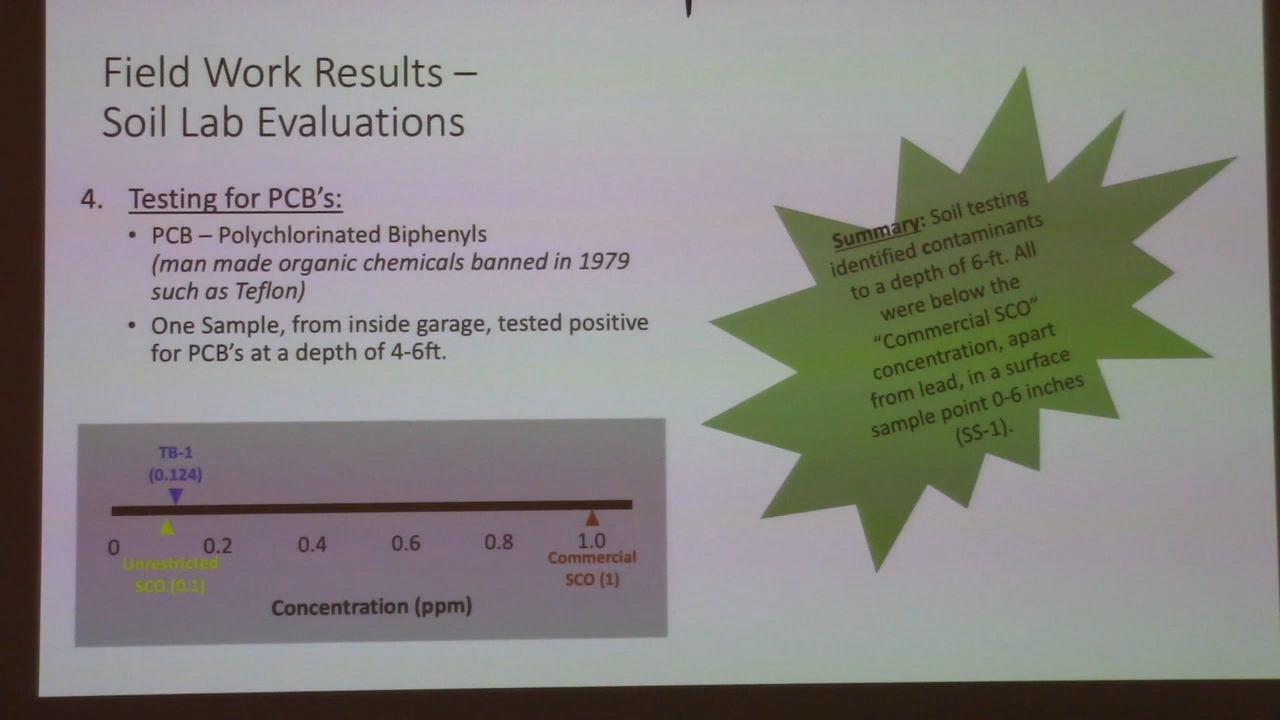 Field Work Results –
Soil Lab Evaluations
4. Testing for PCB's:
• PCB – Polychlorinated Biphenyls
(man made organic chemicals banned in 1979
such as Teflon)
• One Sample, from inside garage, tested positive
for PCB's at a depth of 4-6ft.
TB-1
(0.124)
0 0.2 0.4 0.6 0.8 1.0
Unrestricted
SCO (0.1)
Commercial
SCO (1)
Concentration (ppm)
Summary: Soil testing
identified contaminants
to a depth of 6-ft. All
were below the
"Commercial SCO"
concentration, apart
from lead, in a surface
sample point 0-6 inches
(SS-1).